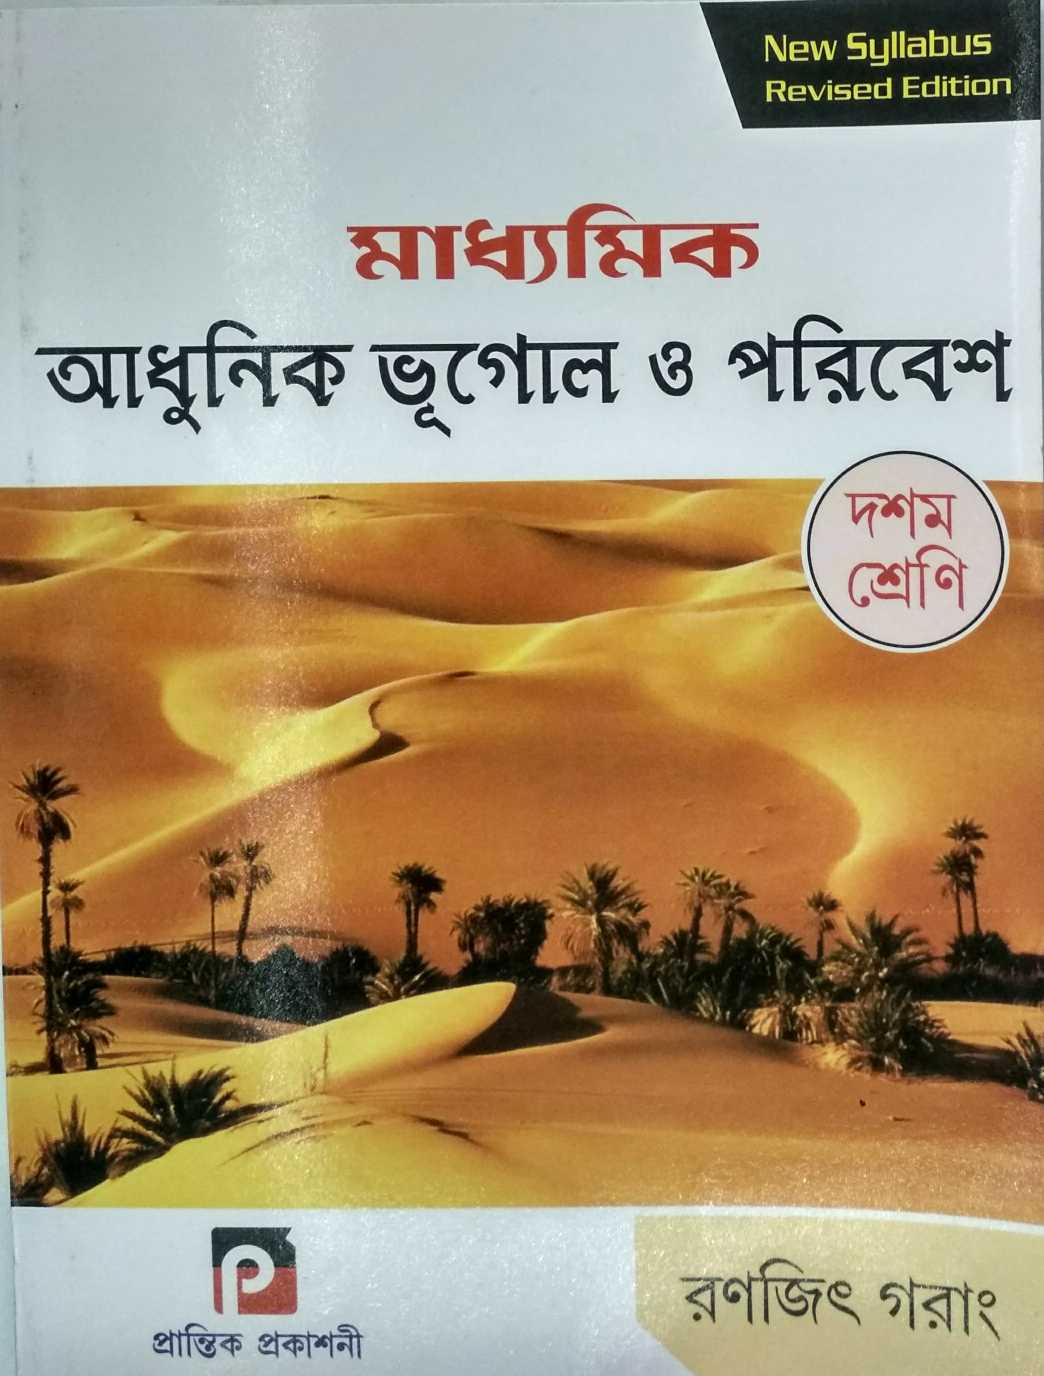 New Syllabus
Revised Edition
মাধ্যমিক
আধুনিক ভূগোল ও পরিবেশ
দশম
শ্রেণি
প্রান্তিক প্রকাশনী
রণজিৎ গরাং